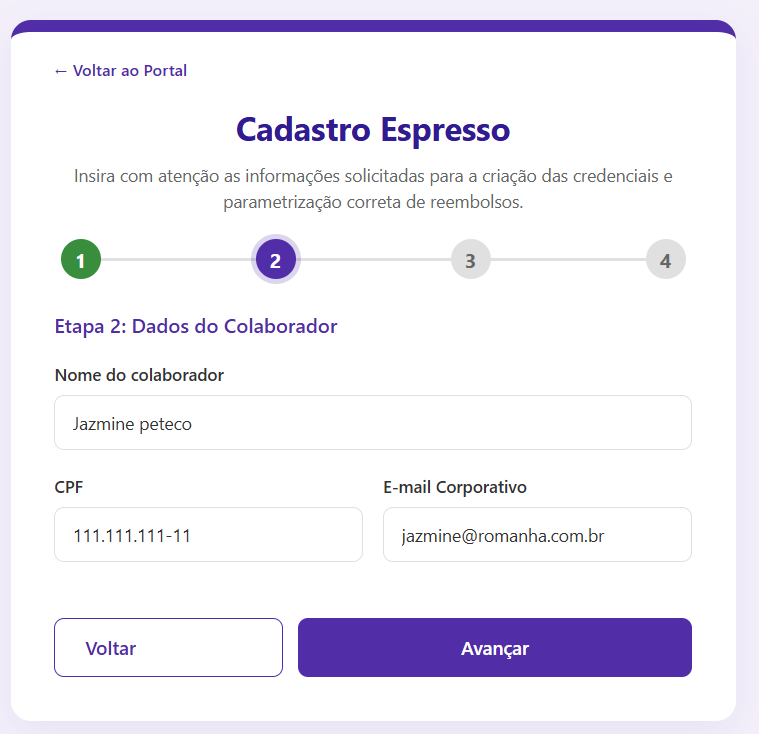 ← Voltar ao Portal
Cadastro Espresso
Insira com atenção as informações solicitadas para a criação das credenciais e
parametrização correta de reembolsos.
1 2 3 4
Etapa 2: Dados do Colaborador
Nome do colaborador
Jazmine peteco
CPF E-mail Corporativo
111.111.111-11 jazmine@romanha.com.br
Voltar Avançar